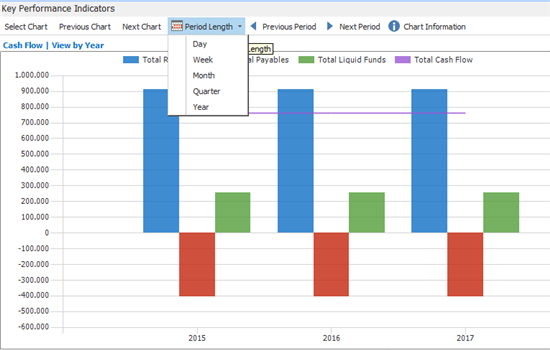 Key Performance Indicators
Select Chart Previous Chart Next Chart Period Length Previous Period Next Period Chart Information
Cash Flow | View by Year
Length
Day
Week
Month
Quarter
Year
Total Payables Total Liquid Funds Total Cash Flow
1.000.000
900.000
800.000
700.000
600.000
500.000
400.000
300.000
200.000
100.000
0
-100.000
-200.000
-300.000
-400.000
-500.000
-600.000
2015 2016 2017